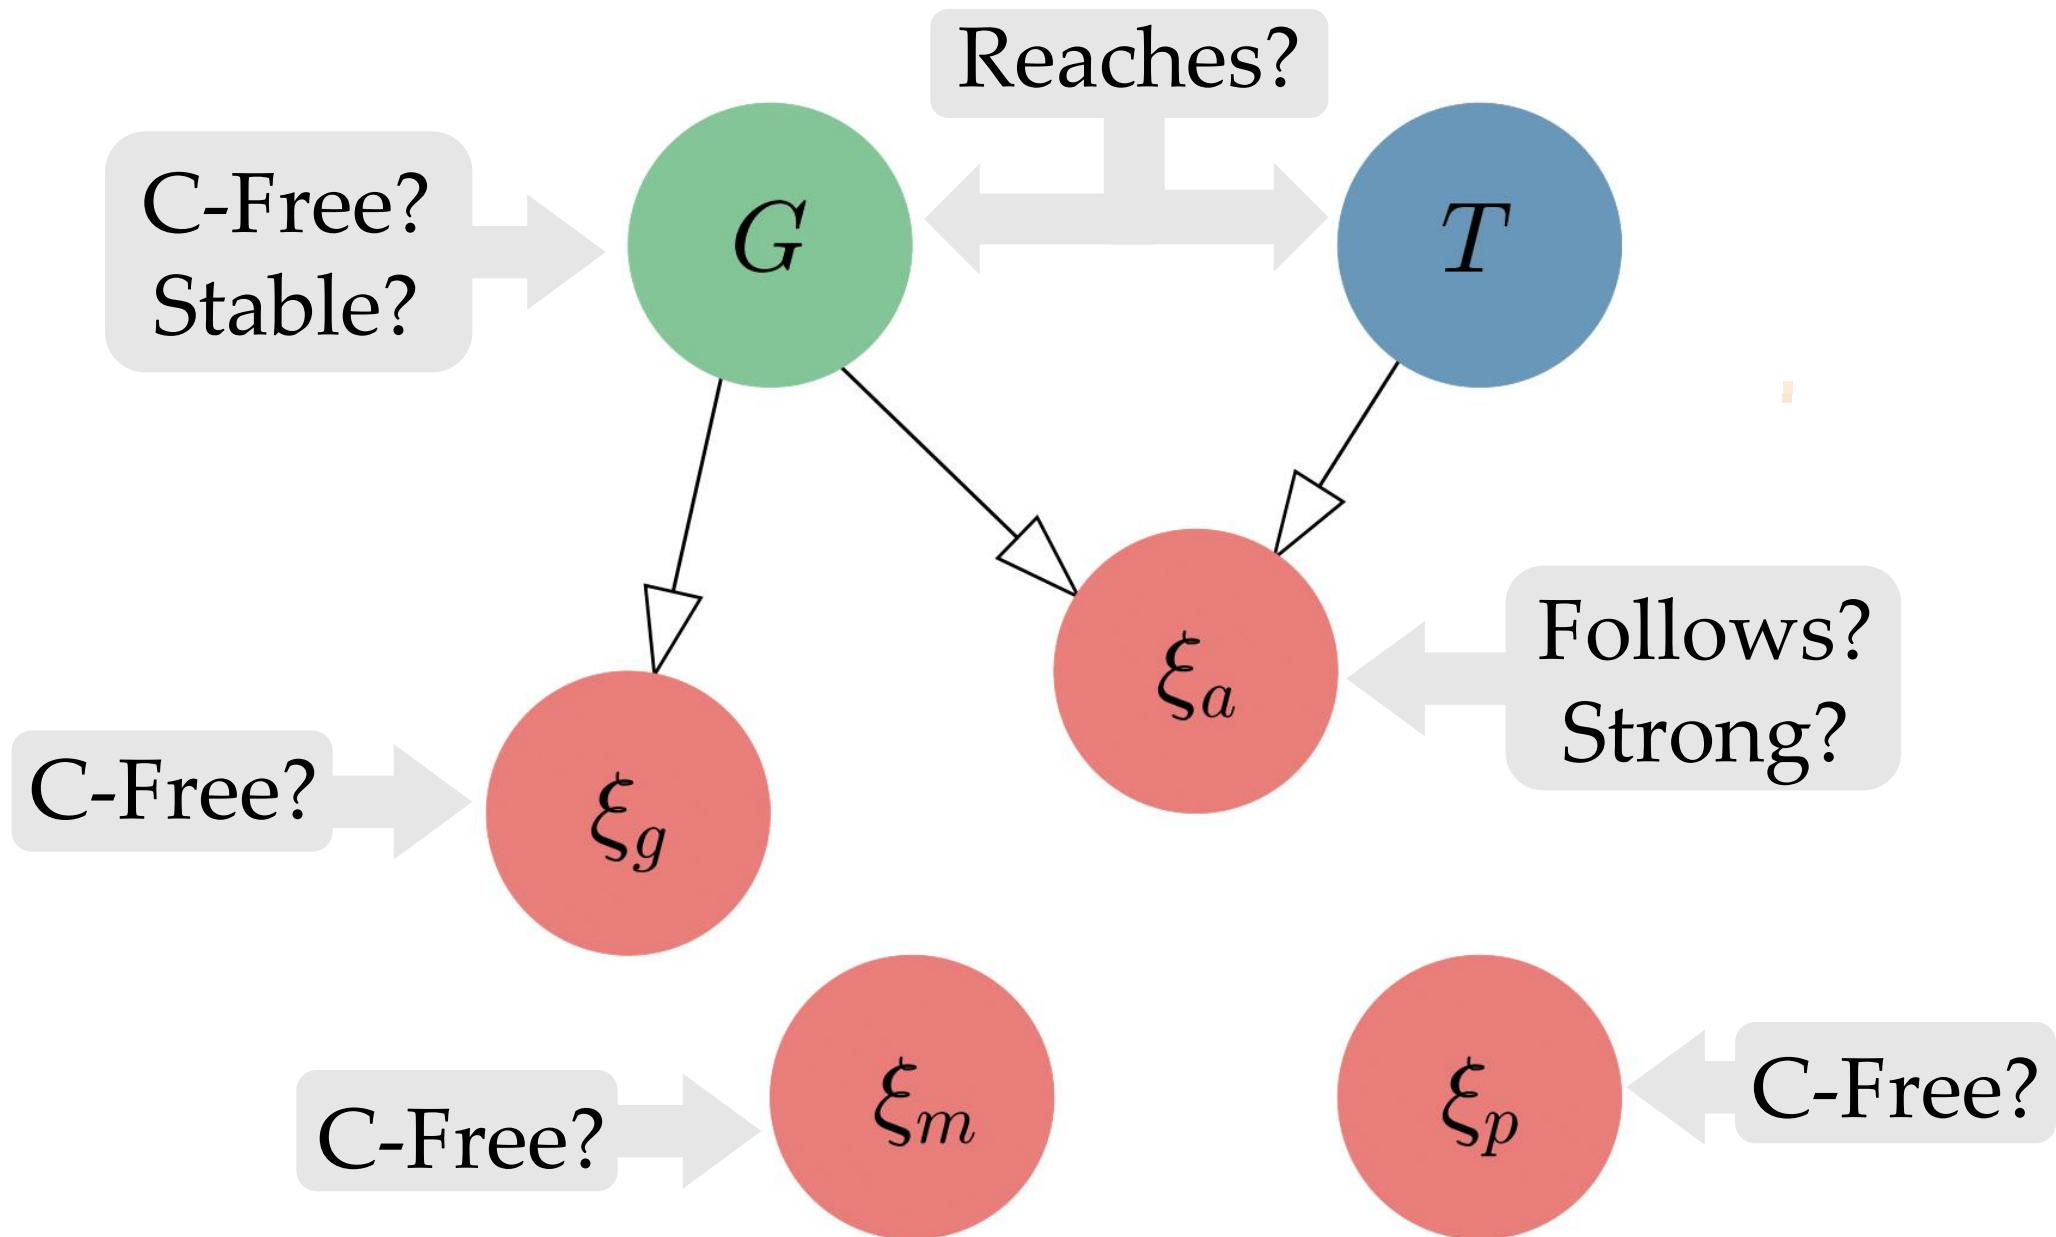 Reaches?
C-Free?
Stable?
G
T
Follows?
Strong?
ξa
C-Free?
ξg
C-Free?
ξm
ξp
C-Free?